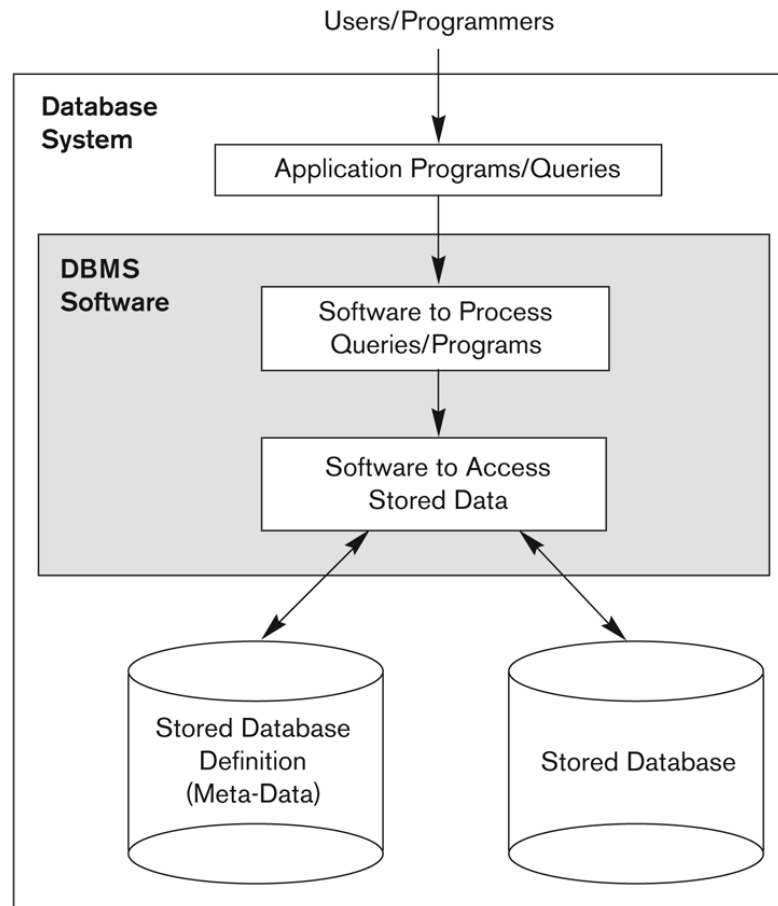 Users/Programmers
Database
System
Application Programs/Queries
DBMS
Software
Software to Process
Queries/Programs
Software to Access
Stored Data
Stored Database
Definition
(Meta-Data)
Stored Database